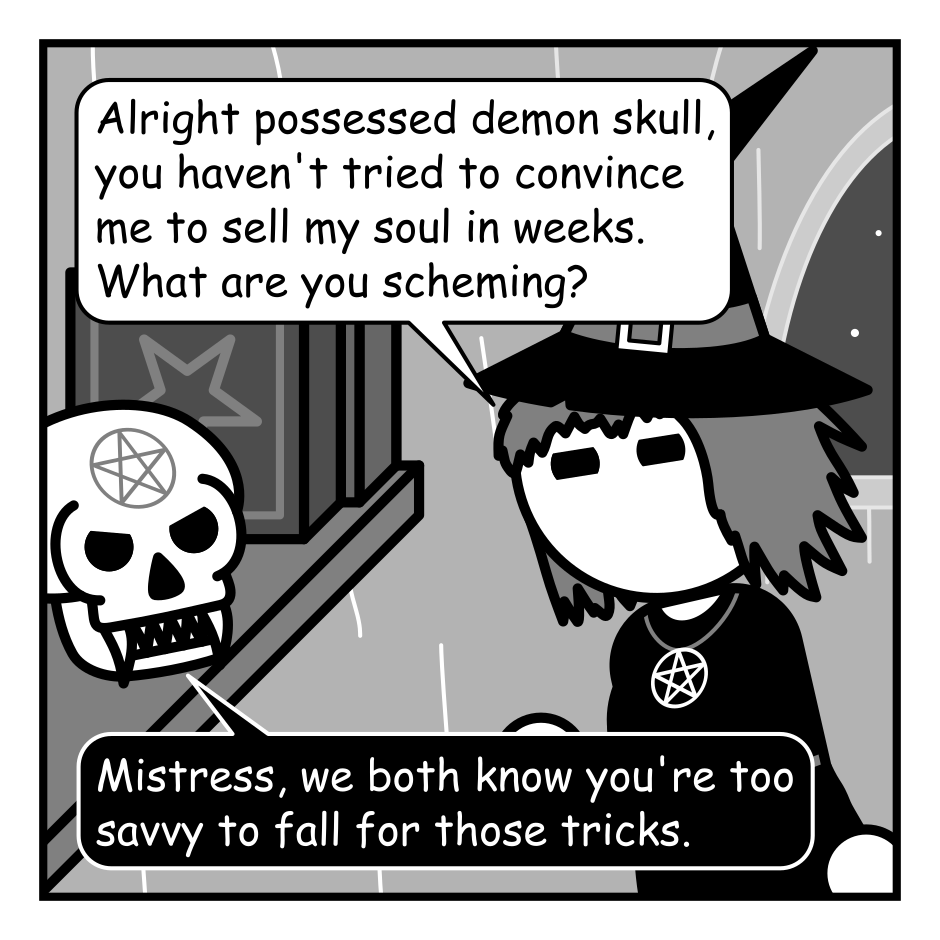 Alright possessed demon skull,
you haven't tried to convince
me to sell my soul in weeks.
What are you scheming?
Mistress, we both know you're too
savvy to fall for those tricks.